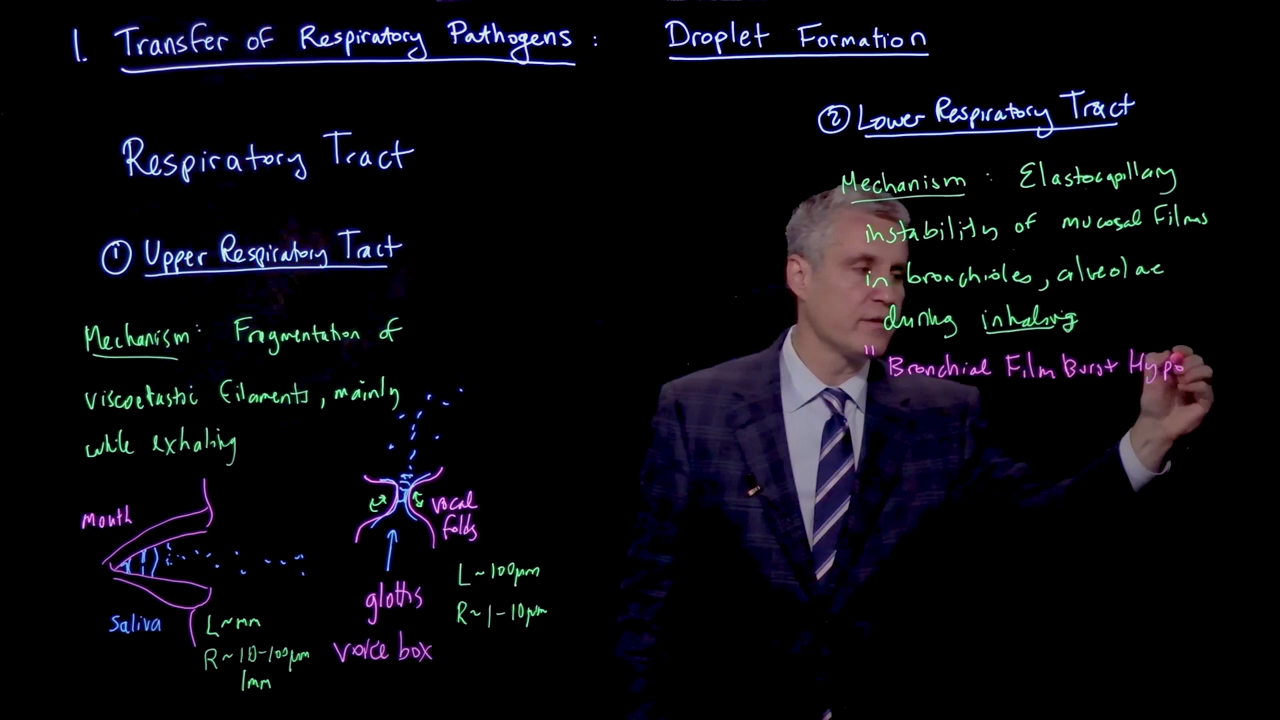 1. Transfer of Respiratory Pathogens : Droplet Formation
Respiratory Tract
① Upper Respiratory Tract
Mechanism: Fragmentation of
viscoelastic filaments, mainly
while exhaling
Mouth
Saliva
L~mm
R~10-100μm
1mm
vocal
folds
glottis
voice box
L~100μm
R~1-10μm
② Lower Respiratory Tract
Mechanism : Elastocapillary
instability of mucosal films
in bronchioles, alveolae
during inhaling
"Bronchial Film Burst Hypo